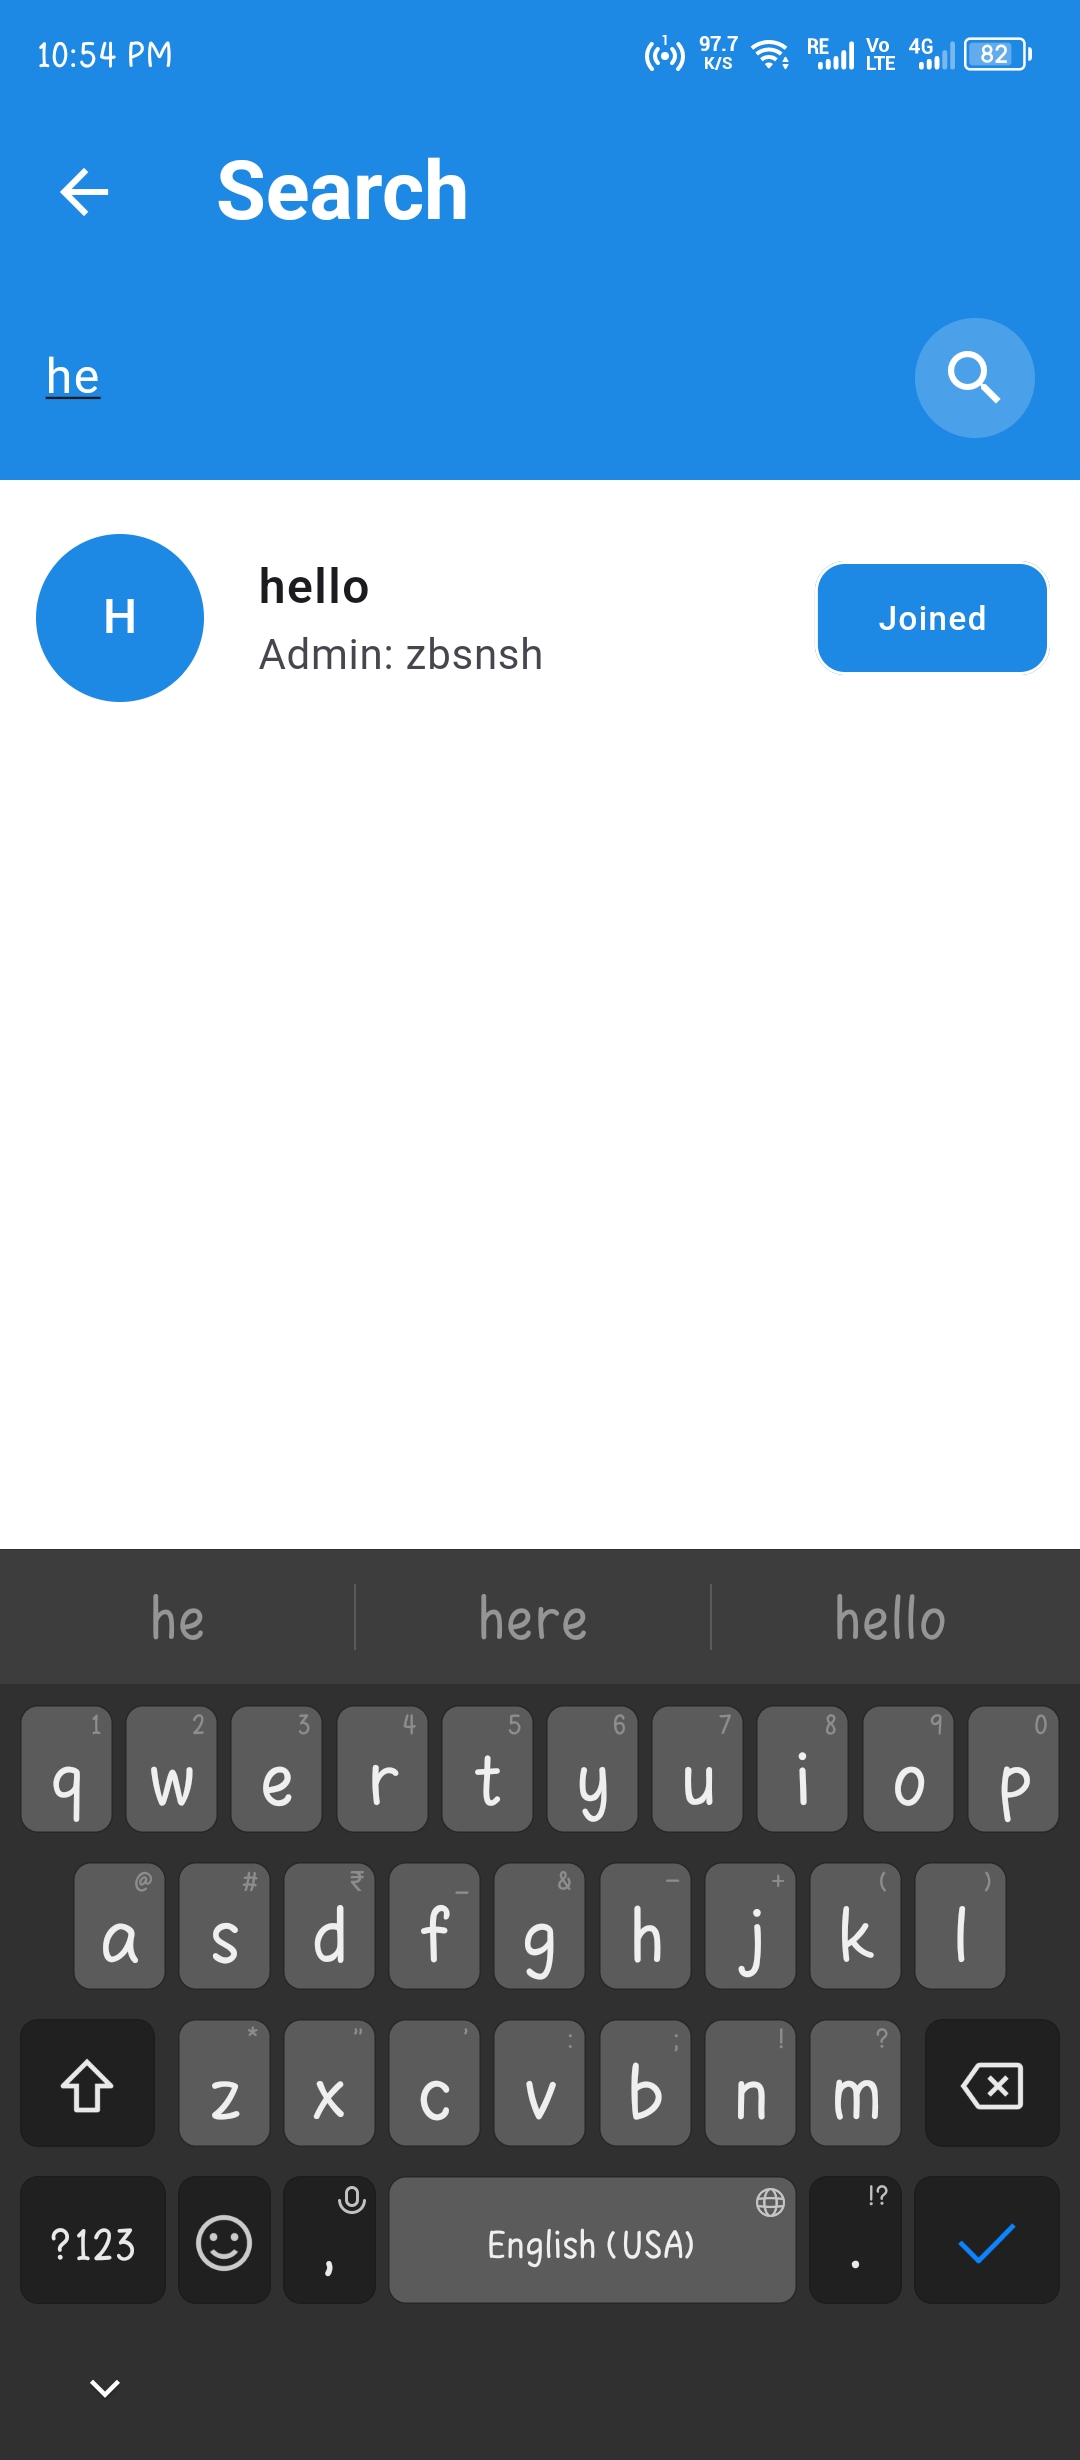 10:54 PM 1 97.7 K/S RE Vo LTE 4G 82
Search
he
H
hello
Admin: zbsnsh
Joined
he here hello
1 2 3 4 5 6 7 8 9 0
q w e r t y u i o p
@ # ₹ _ & - + ( )
a s d f g h j k l
* " ' : ; ! ?
z x c v b n m
!?
?123 , English (USA) .